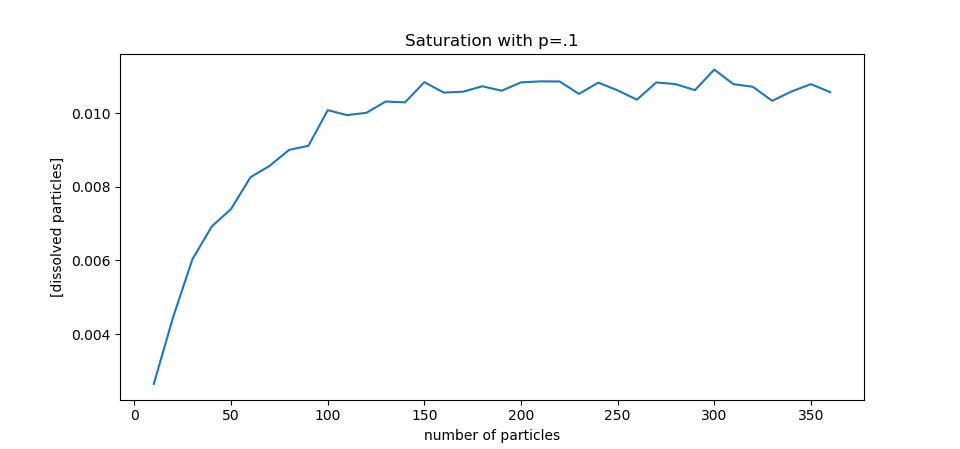 Saturation with p=.1
[dissolved particles]
0.010
0.008
0.006
0.004
0 50 100 150 200 250 300 350
number of particles